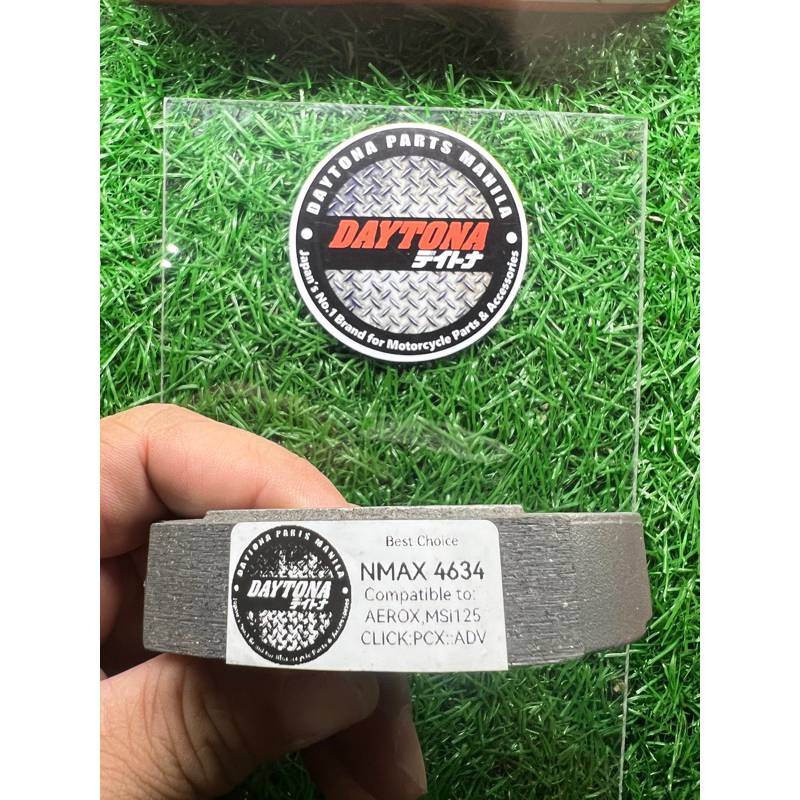 DAYTONA PARTS MANILA
DAYTONA
デイトナ
Japan's No.1 Brand for Motorcycle Parts & Accessories
DAYTONA PARTS MANILA
DAYTONA
デイトナ
Best Choice
NMAX 4634
Compatible to:
AEROX,MSI125
CLICK:PCX::ADV